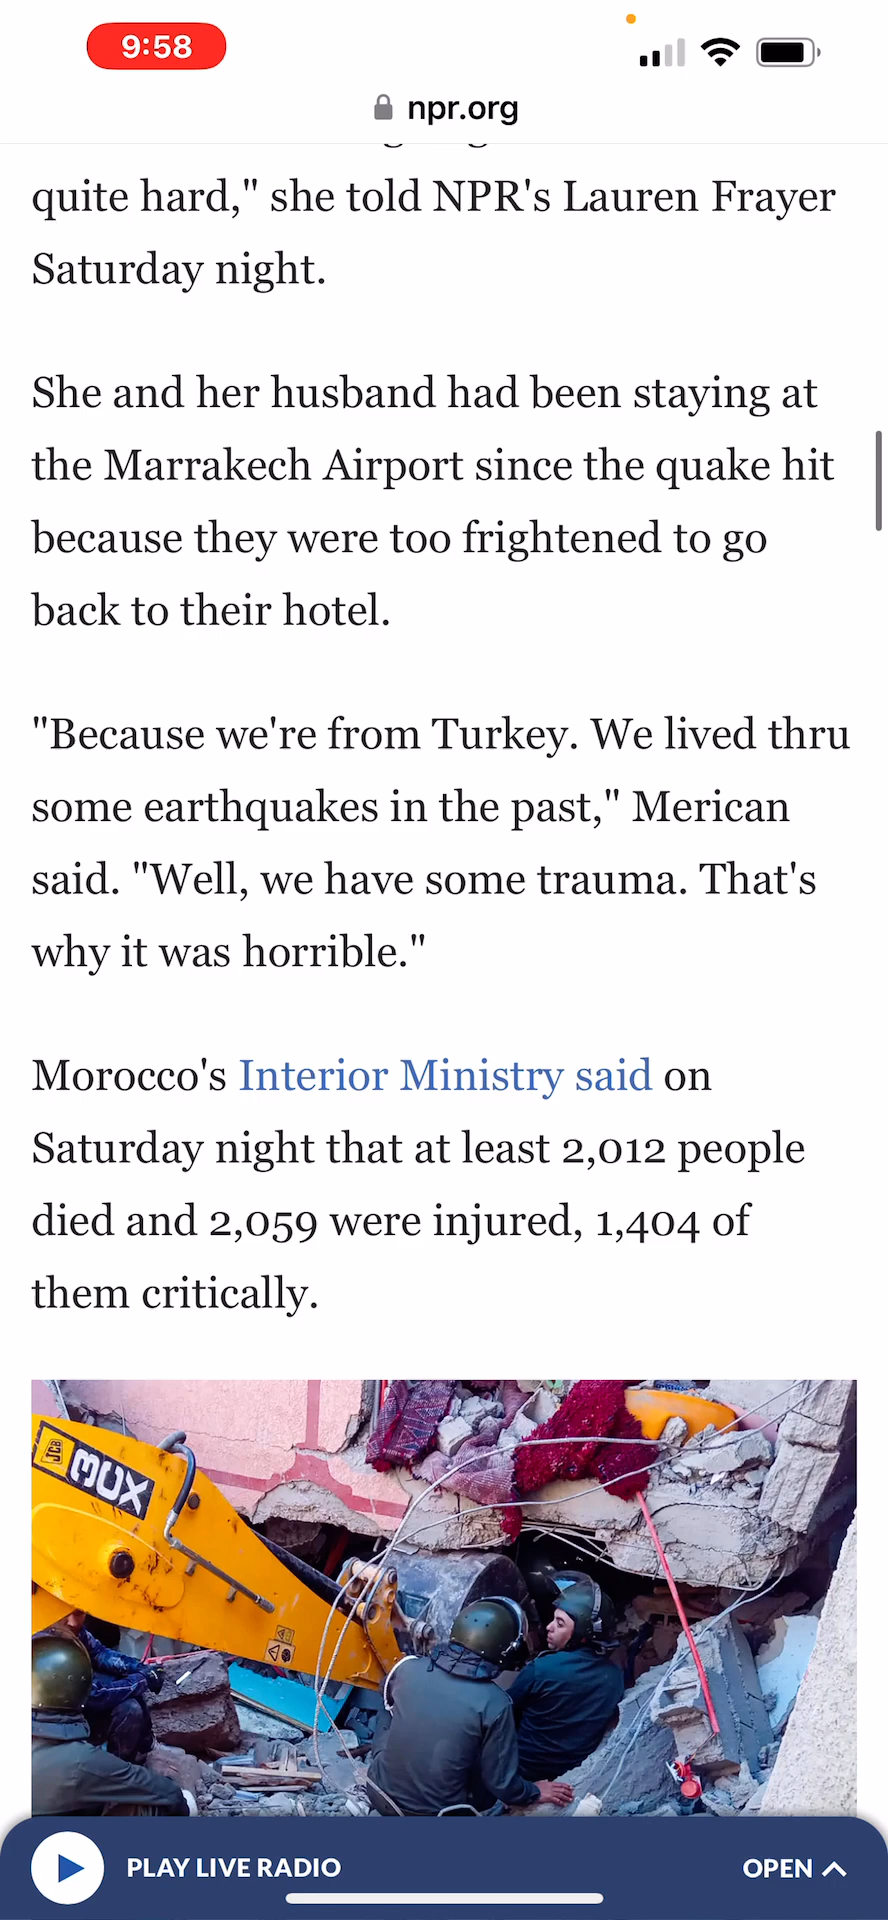 9:58
npr.org
quite hard," she told NPR's Lauren Frayer
Saturday night.
She and her husband had been staying at
the Marrakech Airport since the quake hit
because they were too frightened to go
back to their hotel.
"Because we're from Turkey. We lived thru
some earthquakes in the past," Merican
said. "Well, we have some trauma. That's
why it was horrible."
Morocco's Interior Ministry said on
Saturday night that at least 2,012 people
died and 2,059 were injured, 1,404 of
them critically.
JCB
3CX
PLAY LIVE RADIO
OPEN